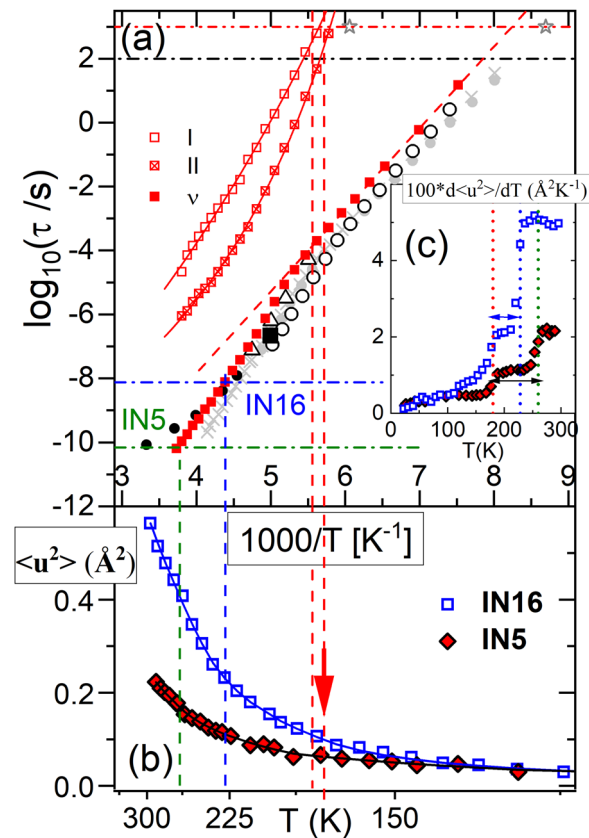 (a)
4
2
0
-2
-4
-6
-8
-10
-12
log₁₀(τ /s)
I
II
ν
100*d<u²>/dT (Å²K⁻¹)
(c)
4
2
0
0 100 200 300
T(K)
IN5
IN16
3 4 5 6 7 8 9
1000/T [K⁻¹]
<u²> (Å²)
0.4
0.2
0.0
IN16
IN5
(b)
300 225 T (K) 150